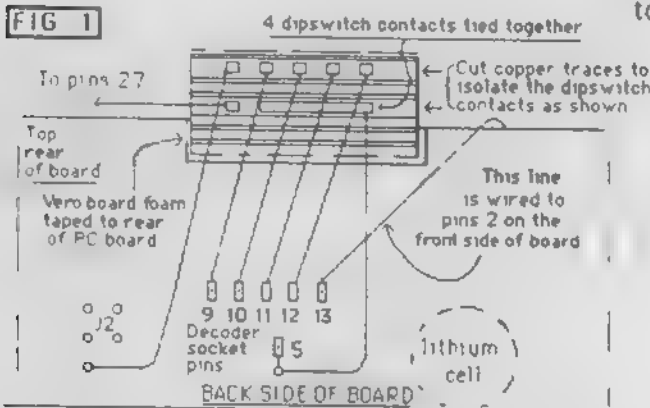 FIG 1
4 dipswitch contacts tied together
To pins 27
Cut copper traces to
isolate the dipswitch
contacts as shown
Top
rear
of board
Vero board foam
taped to rear
of PC board
This line
is wired to
pins 2 on the
front side of board
9 10 11 12 13
J2
Decoder
socket
pins
5
lithium
cell
BACK SIDE OF BOARD